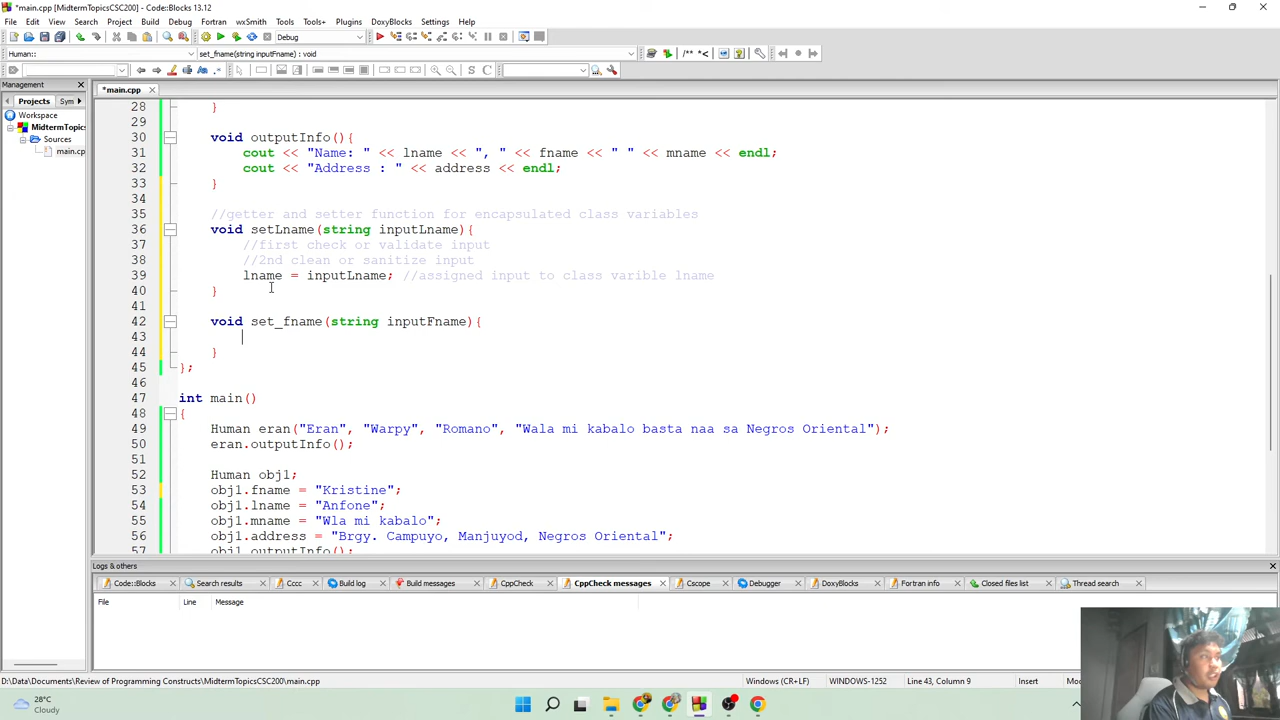 *main.cpp [MidtermTopicsCSC200] - Code::Blocks 13.12
File Edit View Search Project Build Debug Fortran wxSmith Tools Tools+ Plugins DoxyBlocks Settings Help
Debug
Human:: set_fname(string inputFname) : void
Management
*main.cpp
Projects Sym
Workspace
MidtermTopics
Sources
main.cp
28 }
29
30 void outputInfo(){
31 cout << "Name: " << lname << ", " << fname << " " << mname << endl;
32 cout << "Address : " << address << endl;
33 }
34
35 //getter and setter function for encapsulated class variables
36 void setLname(string inputLname){
37 //first check or validate input
38 //2nd clean or sanitize input
39 lname = inputLname; //assigned input to class varible lname
40 }
41
42 void set_fname(string inputFname){
43
44 }
45 };
46
47 int main()
48 {
49 Human eran("Eran", "Warpy", "Romano", "Wala mi kabalo basta naa sa Negros Oriental");
50 eran.outputInfo();
51
52 Human obj1;
53 obj1.fname = "Kristine";
54 obj1.lname = "Anfone";
55 obj1.mname = "Wla mi kabalo";
56 obj1.address = "Brgy. Campuyo, Manjuyod, Negros Oriental";
57 obj1.outputInfo();
Logs & others
Code::Blocks Search results Cccc Build log Build messages CppCheck CppCheck messages Cscope Debugger DoxyBlocks Fortran info Closed files list Thread search
File Line Message
D:\Data\Documents\Review of Programming Constructs\MidtermTopicsCSC200\main.cpp Windows (CR+LF) WINDOWS-1252 Line 43, Column 9 Insert
28°C
Cloudy